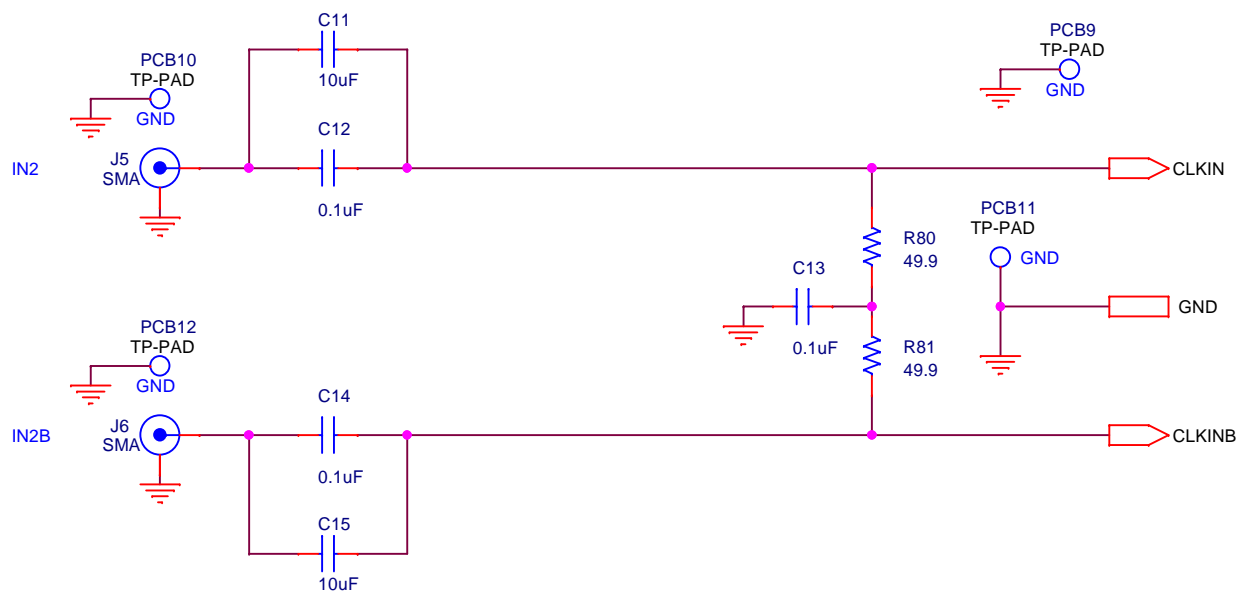 C11
10uF
PCB10
TP-PAD
GND
PCB9
TP-PAD
GND
C12
0.1uF
IN2
J5
SMA
CLKIN
R80
49.9
PCB11
TP-PAD
GND
C13
0.1uF
GND
R81
49.9
PCB12
TP-PAD
GND
C14
0.1uF
IN2B
J6
SMA
CLKINB
C15
10uF